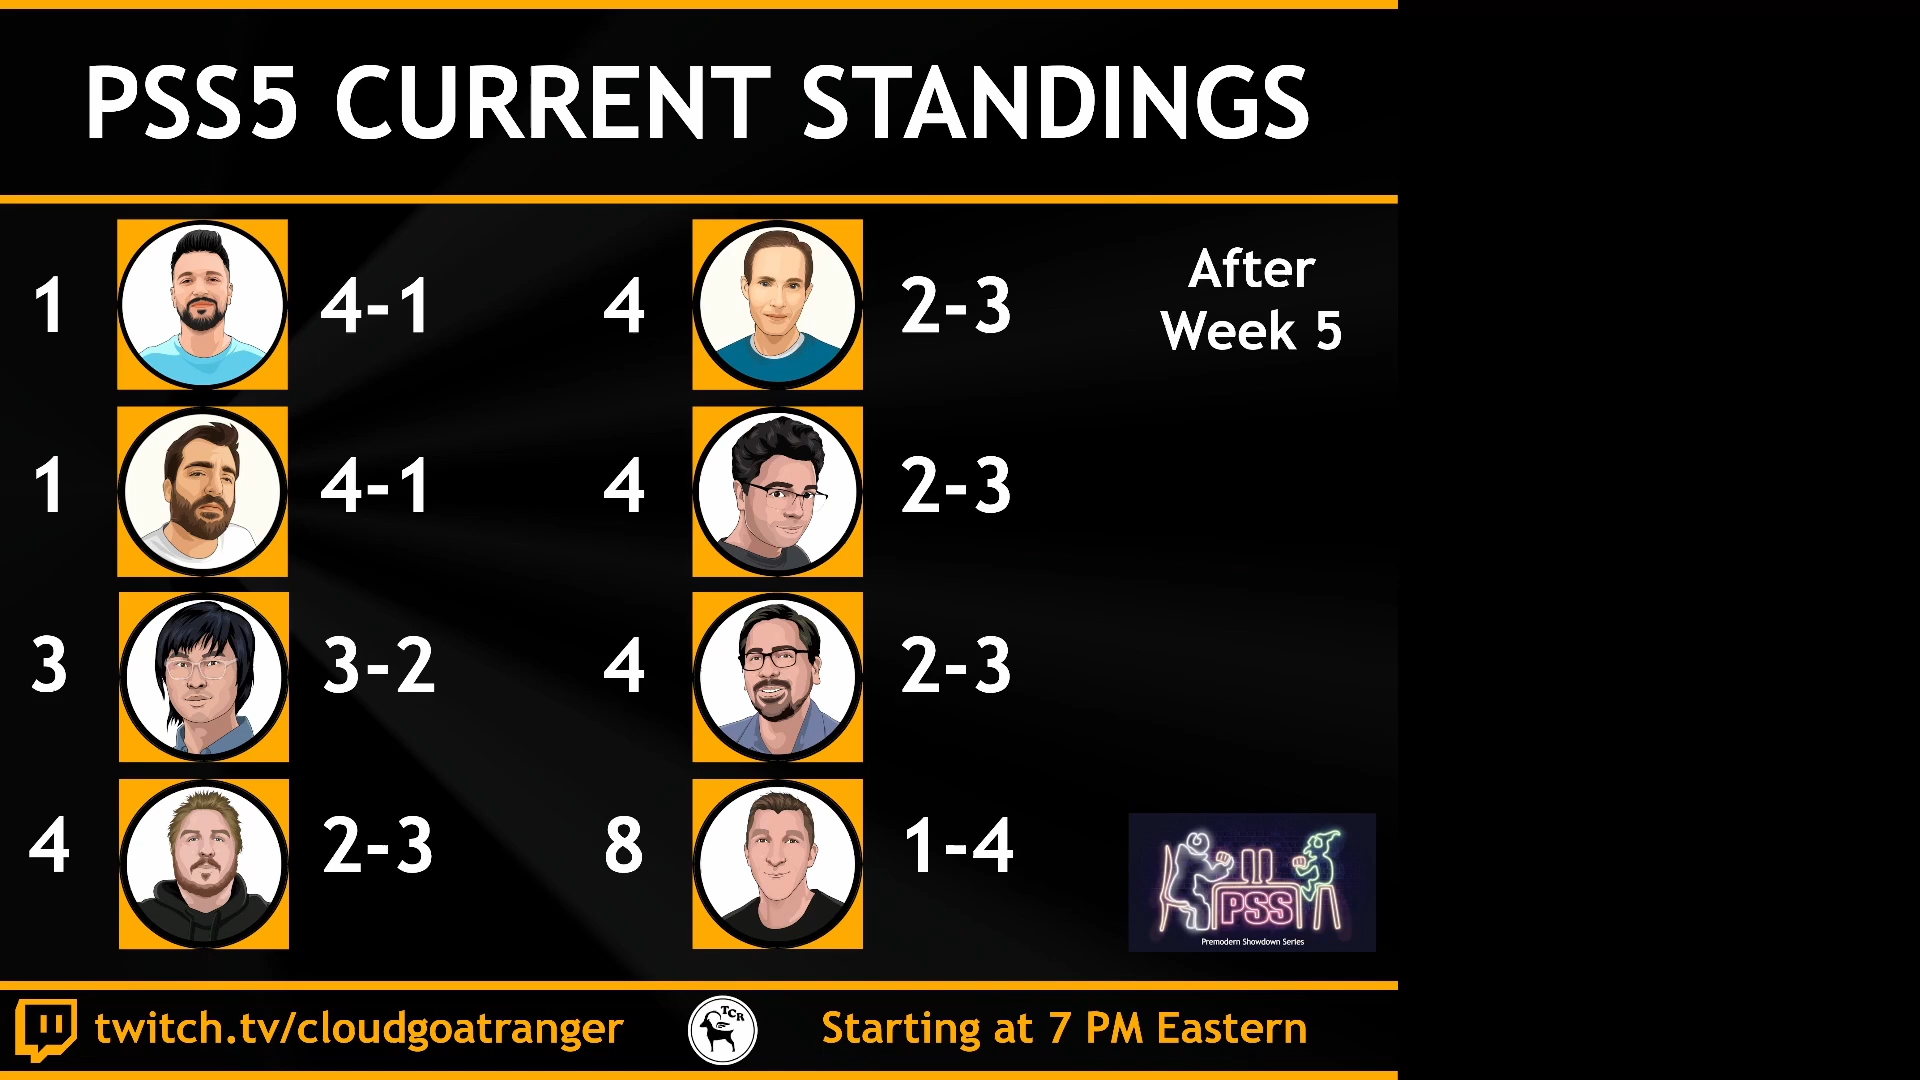 PSS5 CURRENT STANDINGS
1 4-1
1 4-1
3 3-2
4 2-3
4 2-3
4 2-3
4 2-3
8 1-4
After
Week 5
PSS
Premodern Showdown Series
twitch.tv/cloudgoatranger
TCR
Starting at 7 PM Eastern